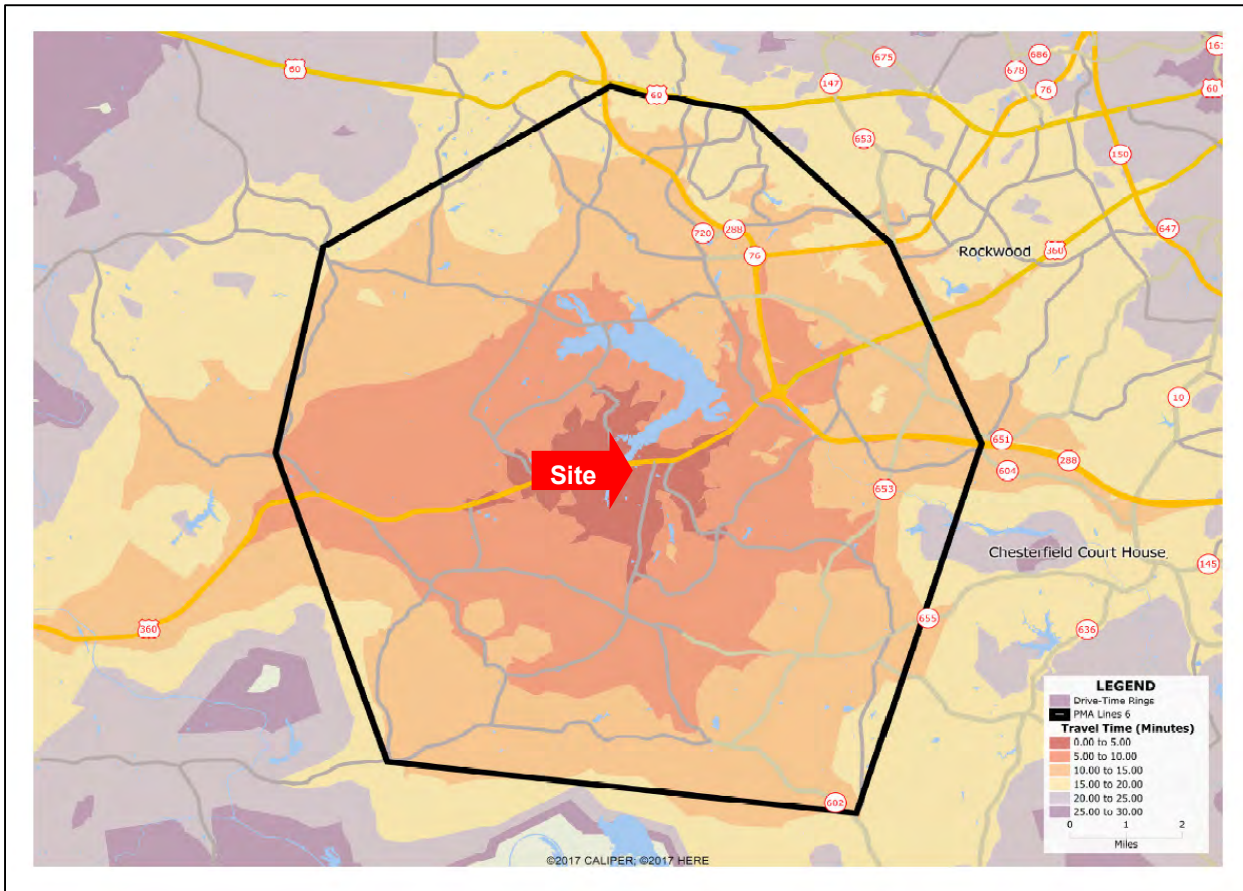 60
60
147
675
686
678
76
161
60
653
150
720
288
76
Rockwood
360
647
Site
10
651
604
288
653
Chesterfield Court House
145
655
636
360
602
LEGEND
Drive-Time Rings
PMA Lines 6
Travel Time (Minutes)
0.00 to 5.00
5.00 to 10.00
10.00 to 15.00
15.00 to 20.00
20.00 to 25.00
25.00 to 30.00
0 1 2
Miles
©2017 CALIPER; ©2017 HERE